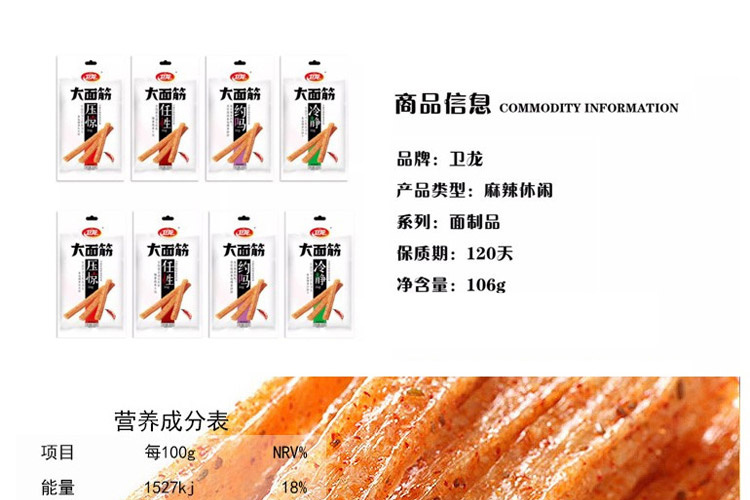 卫龙 卫龙 卫龙 卫龙
大面筋 大面筋 大面筋 大面筋
压惊 任性 约吗 冷静
卫龙 卫龙 卫龙 卫龙
大面筋 大面筋 大面筋 大面筋
压惊 任性 约吗 冷静
商品信息 COMMODITY INFORMATION
品牌：卫龙
产品类型：麻辣休闲
系列：面制品
保质期：120天
净含量：106g
营养成分表
项目 每100g NRV%
能量 1527kj 18%